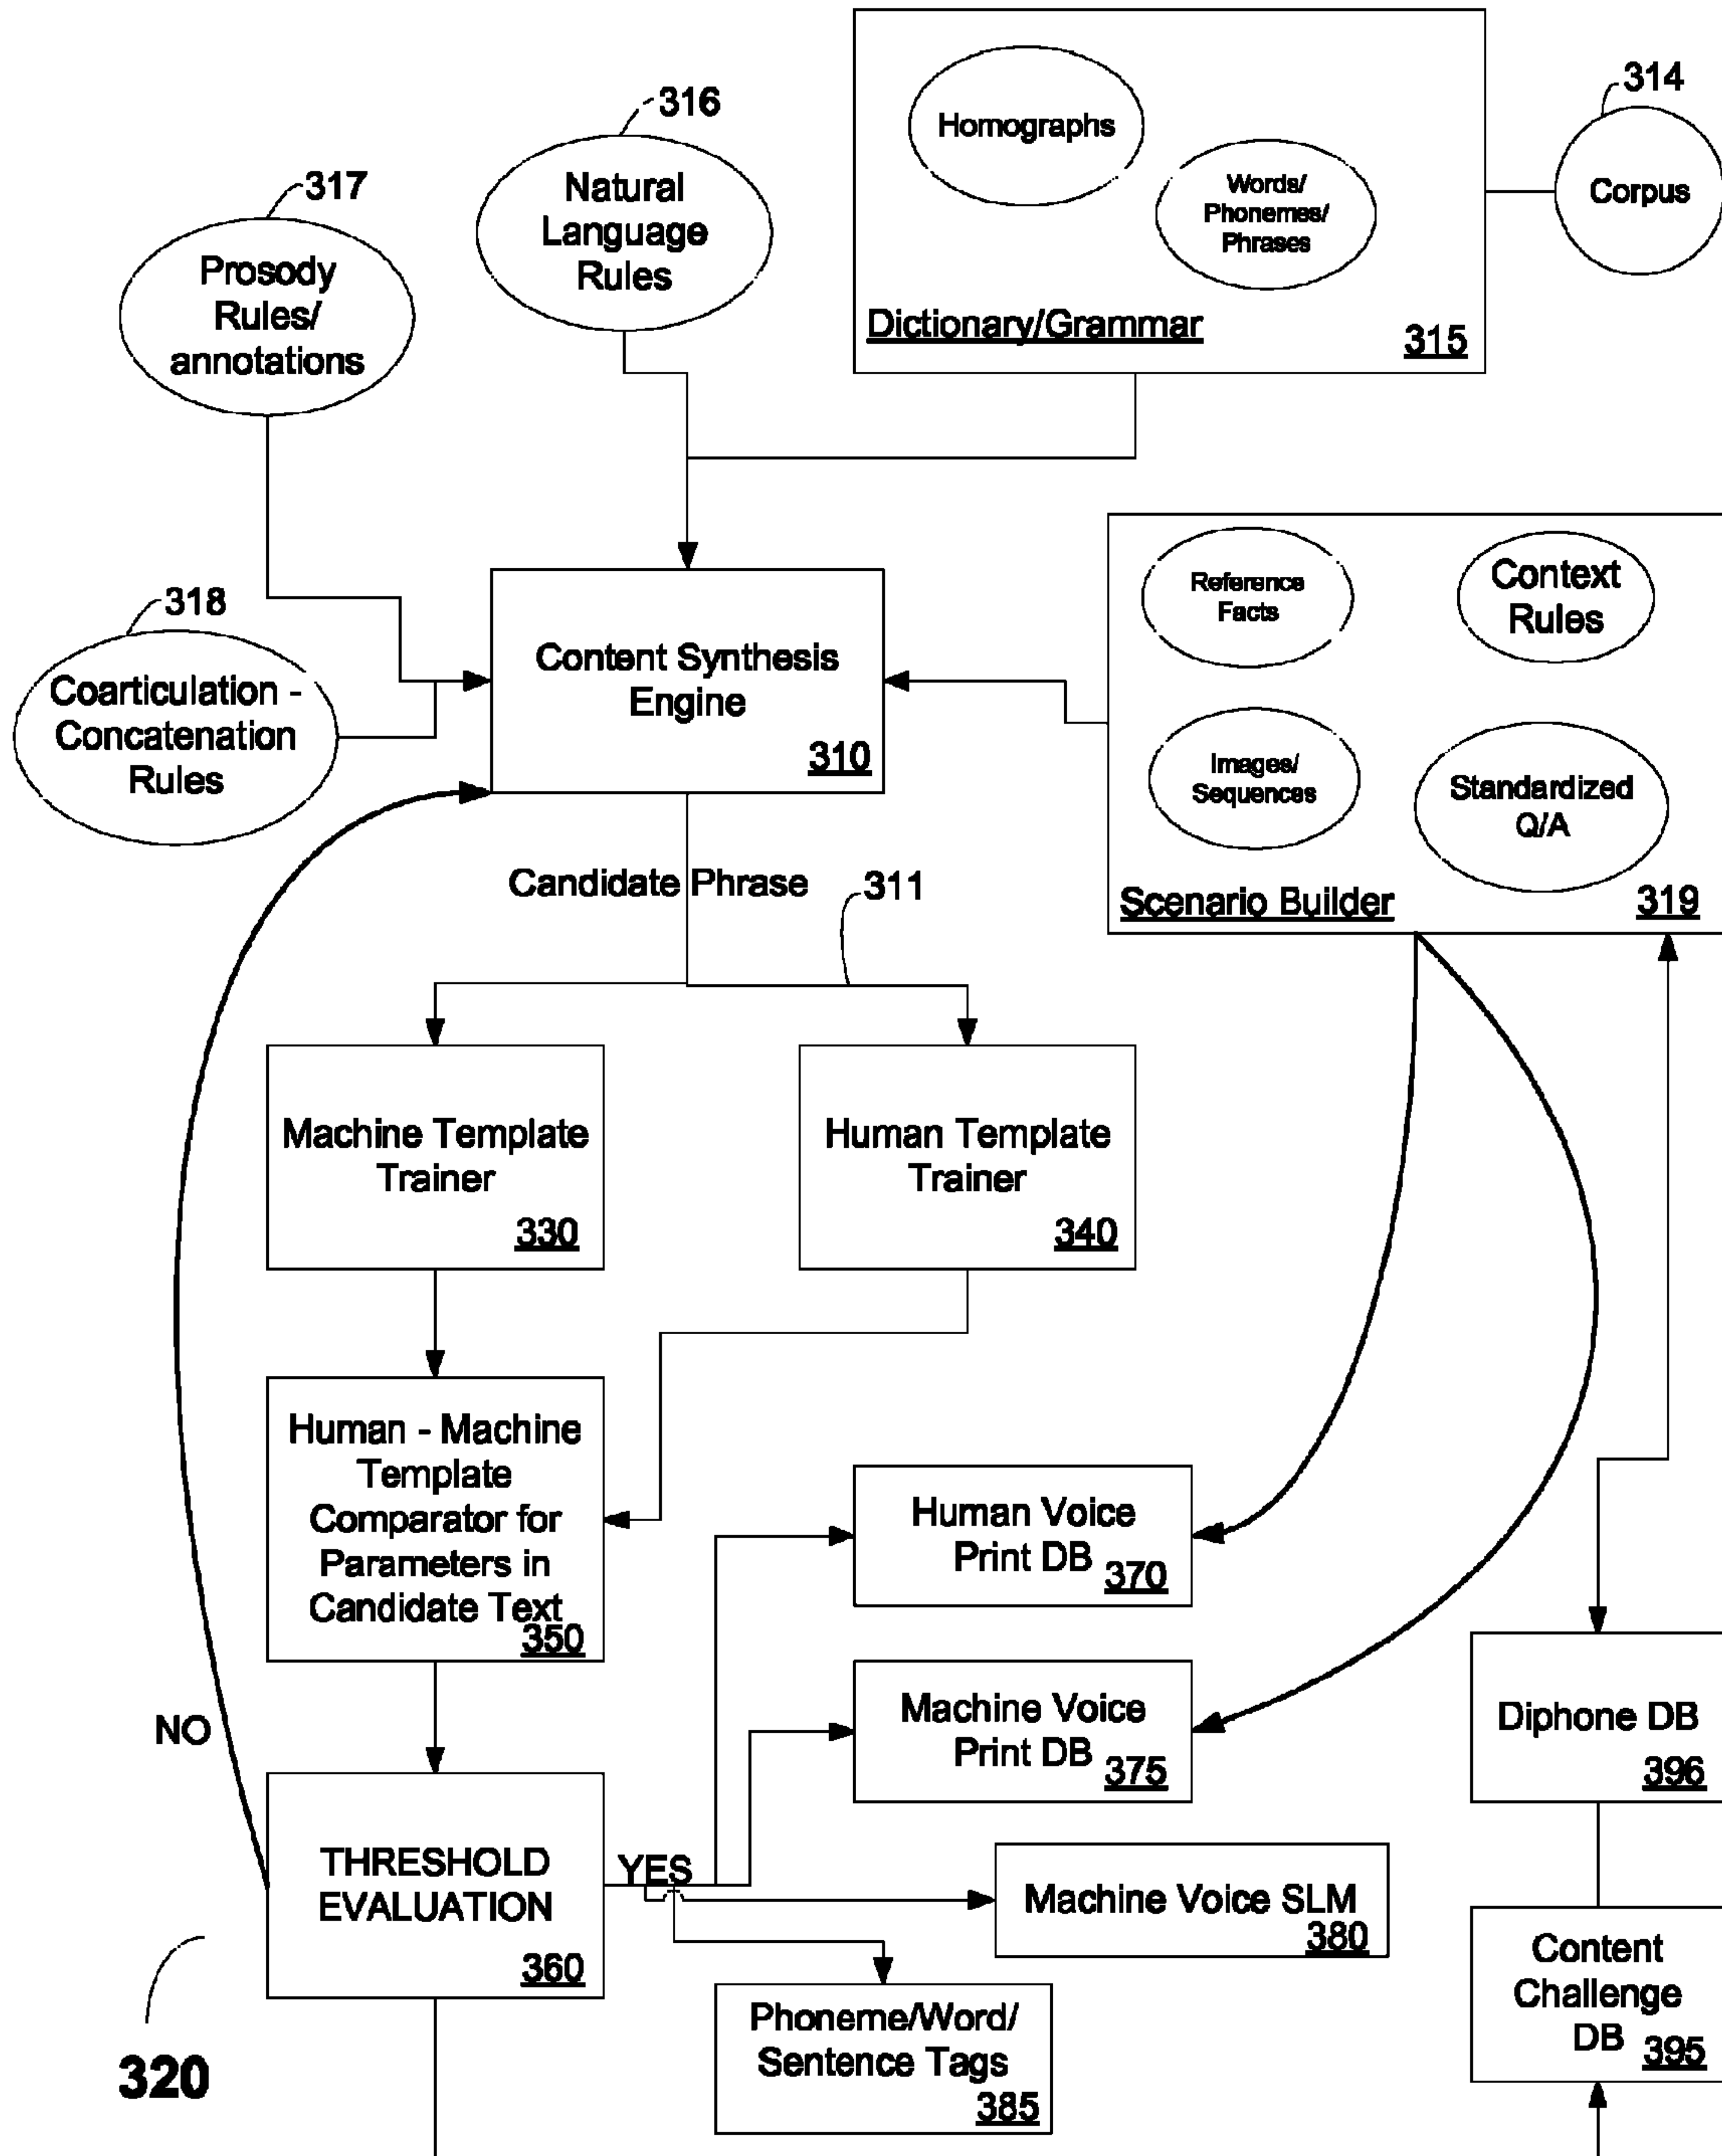 316
Natural
Language
Rules
317
Prosody
Rules/
annotations
Homographs
Words/
Phonemes/
Phrases
Dictionary/Grammar
315
314
Corpus
318
Coarticulation -
Concatenation
Rules
Content Synthesis
Engine
310
Reference
Facts
Context
Rules
Images/
Sequences
Standardized
Q/A
Scenario Builder
319
Candidate Phrase
311
Machine Template
Trainer
330
Human Template
Trainer
340
Human - Machine
Template
Comparator for
Parameters in
Candidate Text
350
Human Voice
Print DB
370
Machine Voice
Print DB
375
NO
THRESHOLD
EVALUATION
360
YES
Machine Voice SLM
380
Phoneme/Word/
Sentence Tags
385
Diphone DB
396
Content
Challenge
DB
395
320